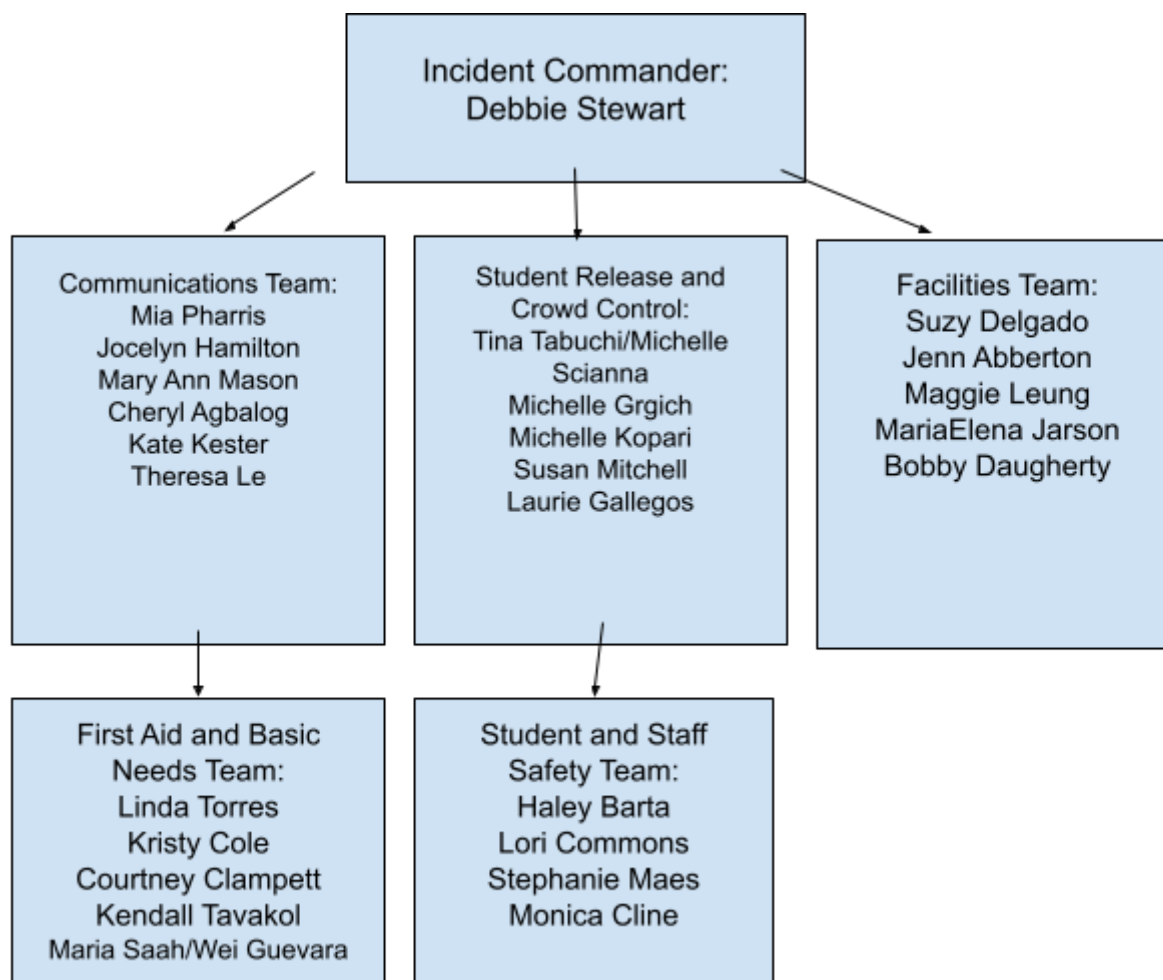 Incident Commander:
Debbie Stewart
Communications Team:
Mia Pharris
Jocelyn Hamilton
Mary Ann Mason
Cheryl Agbalog
Kate Kester
Theresa Le
Student Release and
Crowd Control:
Tina Tabuchi/Michelle
Scianna
Michelle Grgich
Michelle Kopari
Susan Mitchell
Laurie Gallegos
Facilities Team:
Suzy Delgado
Jenn Abberton
Maggie Leung
MariaElena Jarson
Bobby Daugherty
First Aid and Basic
Needs Team:
Linda Torres
Kristy Cole
Courtney Clampett
Kendall Tavakol
Maria Saah/Wei Guevara
Student and Staff
Safety Team:
Haley Barta
Lori Commons
Stephanie Maes
Monica Cline